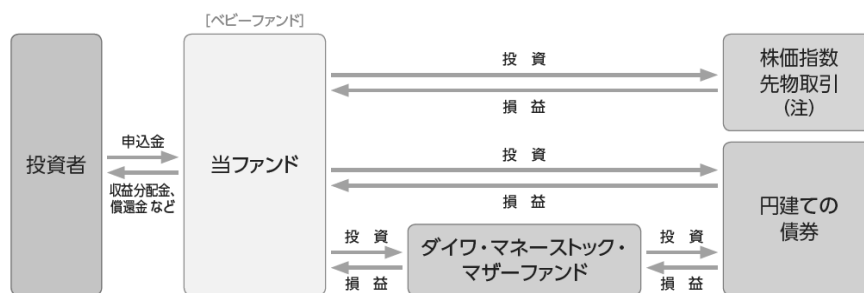 [ベビーファンド]
投資者
申込金
収益分配金、
償還金 など
当ファンド
投 資
損 益
株価指数
先物取引
(注)
投 資
損 益
円建ての
債券
投 資
損 益
ダイワ・マネーストック・
マザーファンド
投 資
損 益